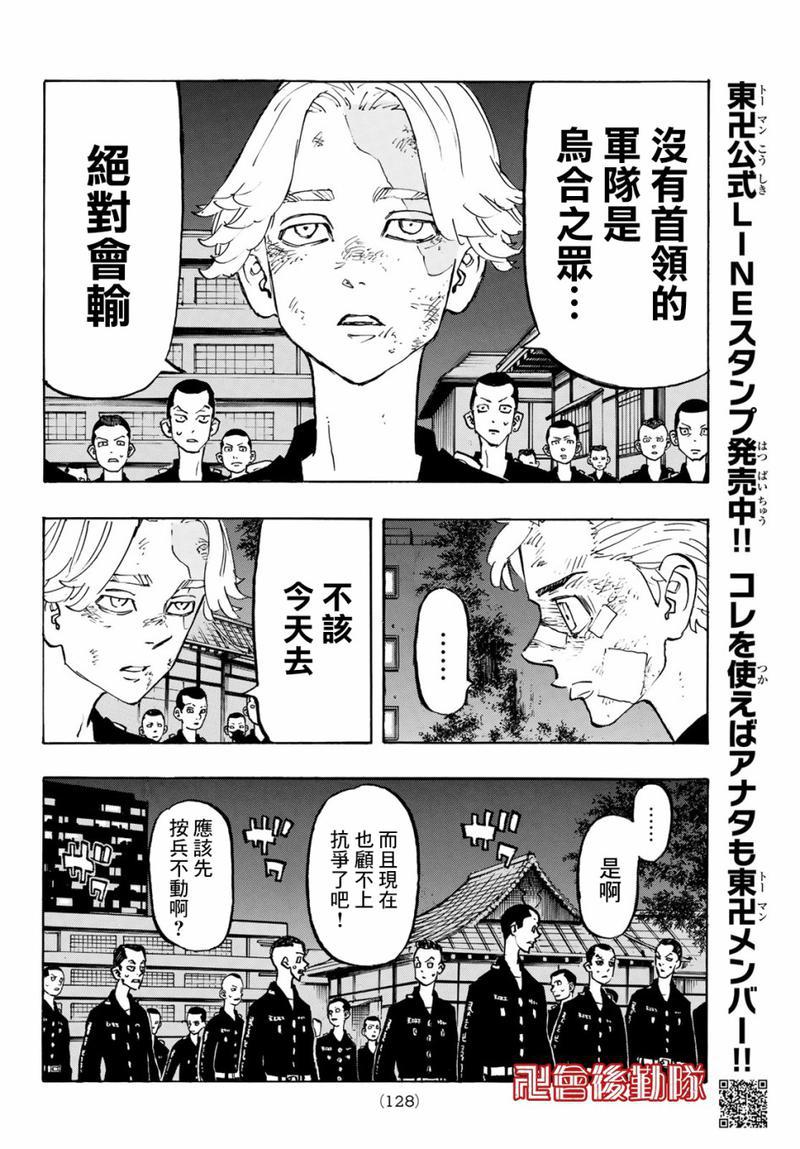 沒有首領的
軍隊是
烏合之眾…
絕對會輸
……
不該
今天去
……
是啊
而且現在
也顧不上
抗爭了吧！
應該先
按兵不動啊？
ザワ
ザワ
東卍公式LINEスタンプ発売中!! コレを使えばアナタも東卍メンバー!!
トーマンこうしき
はつばいちゅう
つか
トーマン
卍會後勤隊
(128)